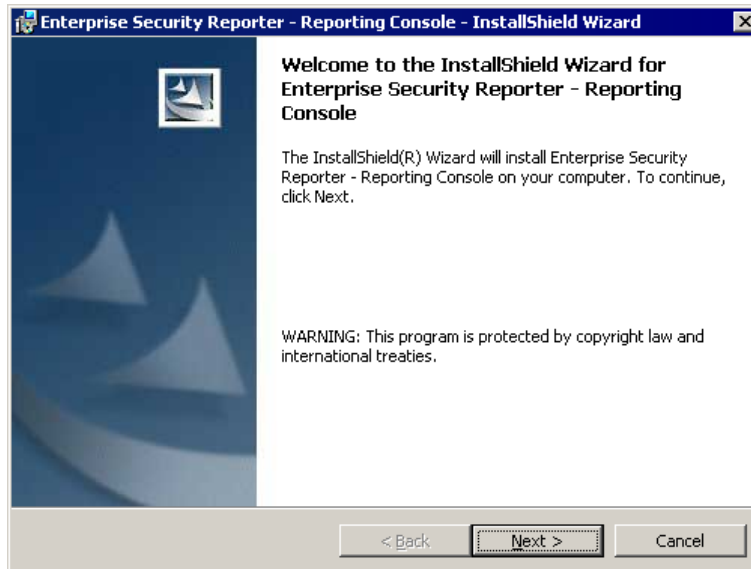 Enterprise Security Reporter - Reporting Console - InstallShield Wizard
Welcome to the InstallShield Wizard for
Enterprise Security Reporter - Reporting
Console
The InstallShield(R) Wizard will install Enterprise Security
Reporter - Reporting Console on your computer. To continue,
click Next.
WARNING: This program is protected by copyright law and
international treaties.
< Back
Next >
Cancel